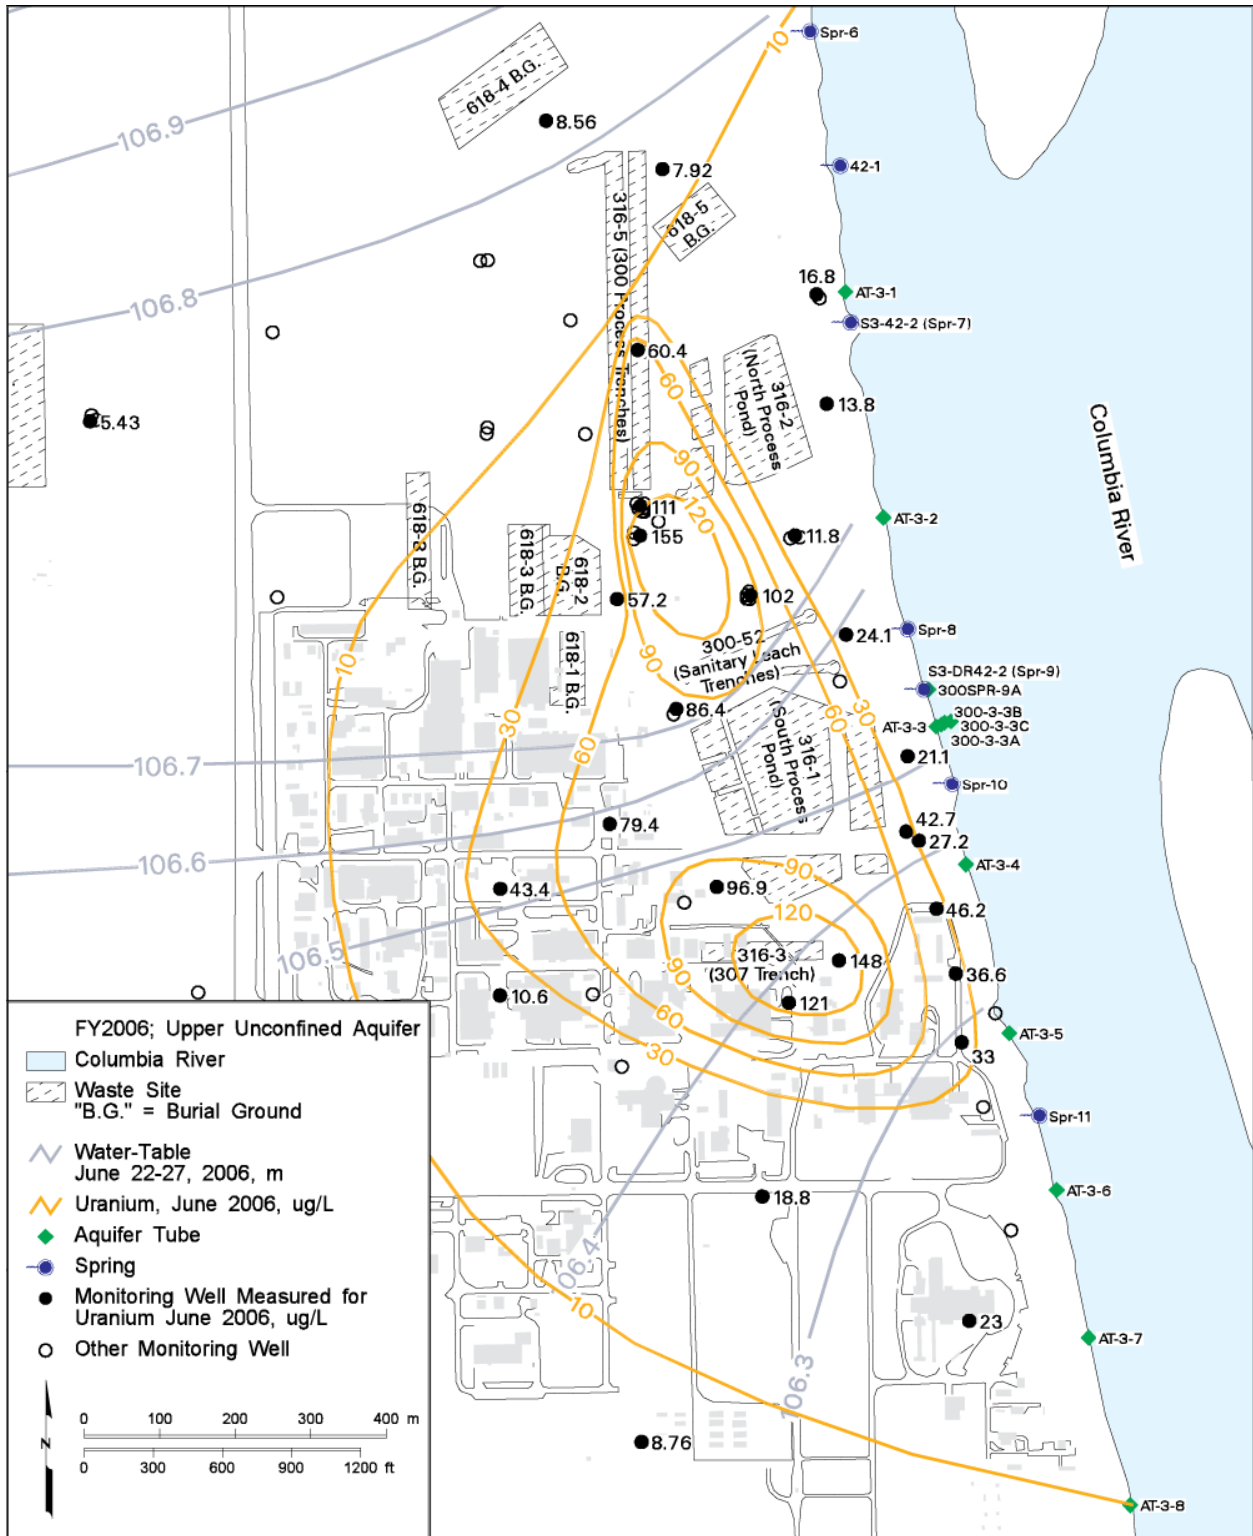 10
Spr-6
618-4 B.G.
106.9
8.56
7.92
42-1
316-5 (300 Process Trenches)
618-5
B.G.
16.8
AT-3-1
106.8
S3-42-2 (Spr-7)
60.4
60
316-2
(North Process
Pond)
13.8
5.43
Columbia River
90
120
111
155
11.8
AT-3-2
618-8 B.G.
618-3 B.G.
618-2
B.G.
57.2
102
24.1
Spr-8
300-52
(Sanitary Leach
Trenches)
90
10
618-1 B.G.
S3-DR42-2 (Spr-9)
300SPR-9A
86.4
30
60
30
60
AT-3-3
300-3-3B
300-3-3C
300-3-3A
316-1
(South Process
Pond)
21.1
106.7
Spr-10
79.4
42.7
27.2
106.6
AT-3-4
43.4
96.9
90
120
46.2
106.5
316-3
(307 Trench)
148
90
36.6
10.6
121
60
30
AT-3-5
33
Spr-11
18.8
AT-3-6
106.4
10
23
AT-3-7
106.3
8.76
AT-3-8
FY2006; Upper Unconfined Aquifer
Columbia River
Waste Site
"B.G." = Burial Ground
Water-Table
June 22-27, 2006, m
Uranium, June 2006, ug/L
Aquifer Tube
Spring
Monitoring Well Measured for
Uranium June 2006, ug/L
Other Monitoring Well
N
0 100 200 300 400 m
0 300 600 900 1200 ft